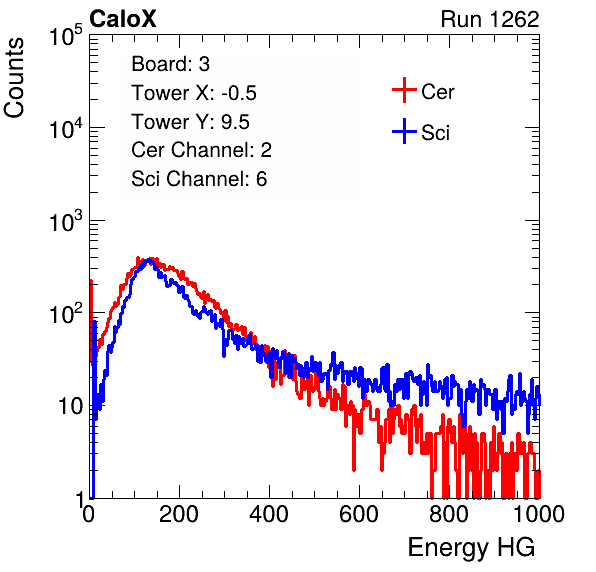 CaloX Run 1262
Counts
Board: 3
Tower X: -0.5
Tower Y: 9.5
Cer Channel: 2
Sci Channel: 6
Cer
Sci
10^5
10^4
10^3
10^2
10
1
0 200 400 600 800 1000
Energy HG